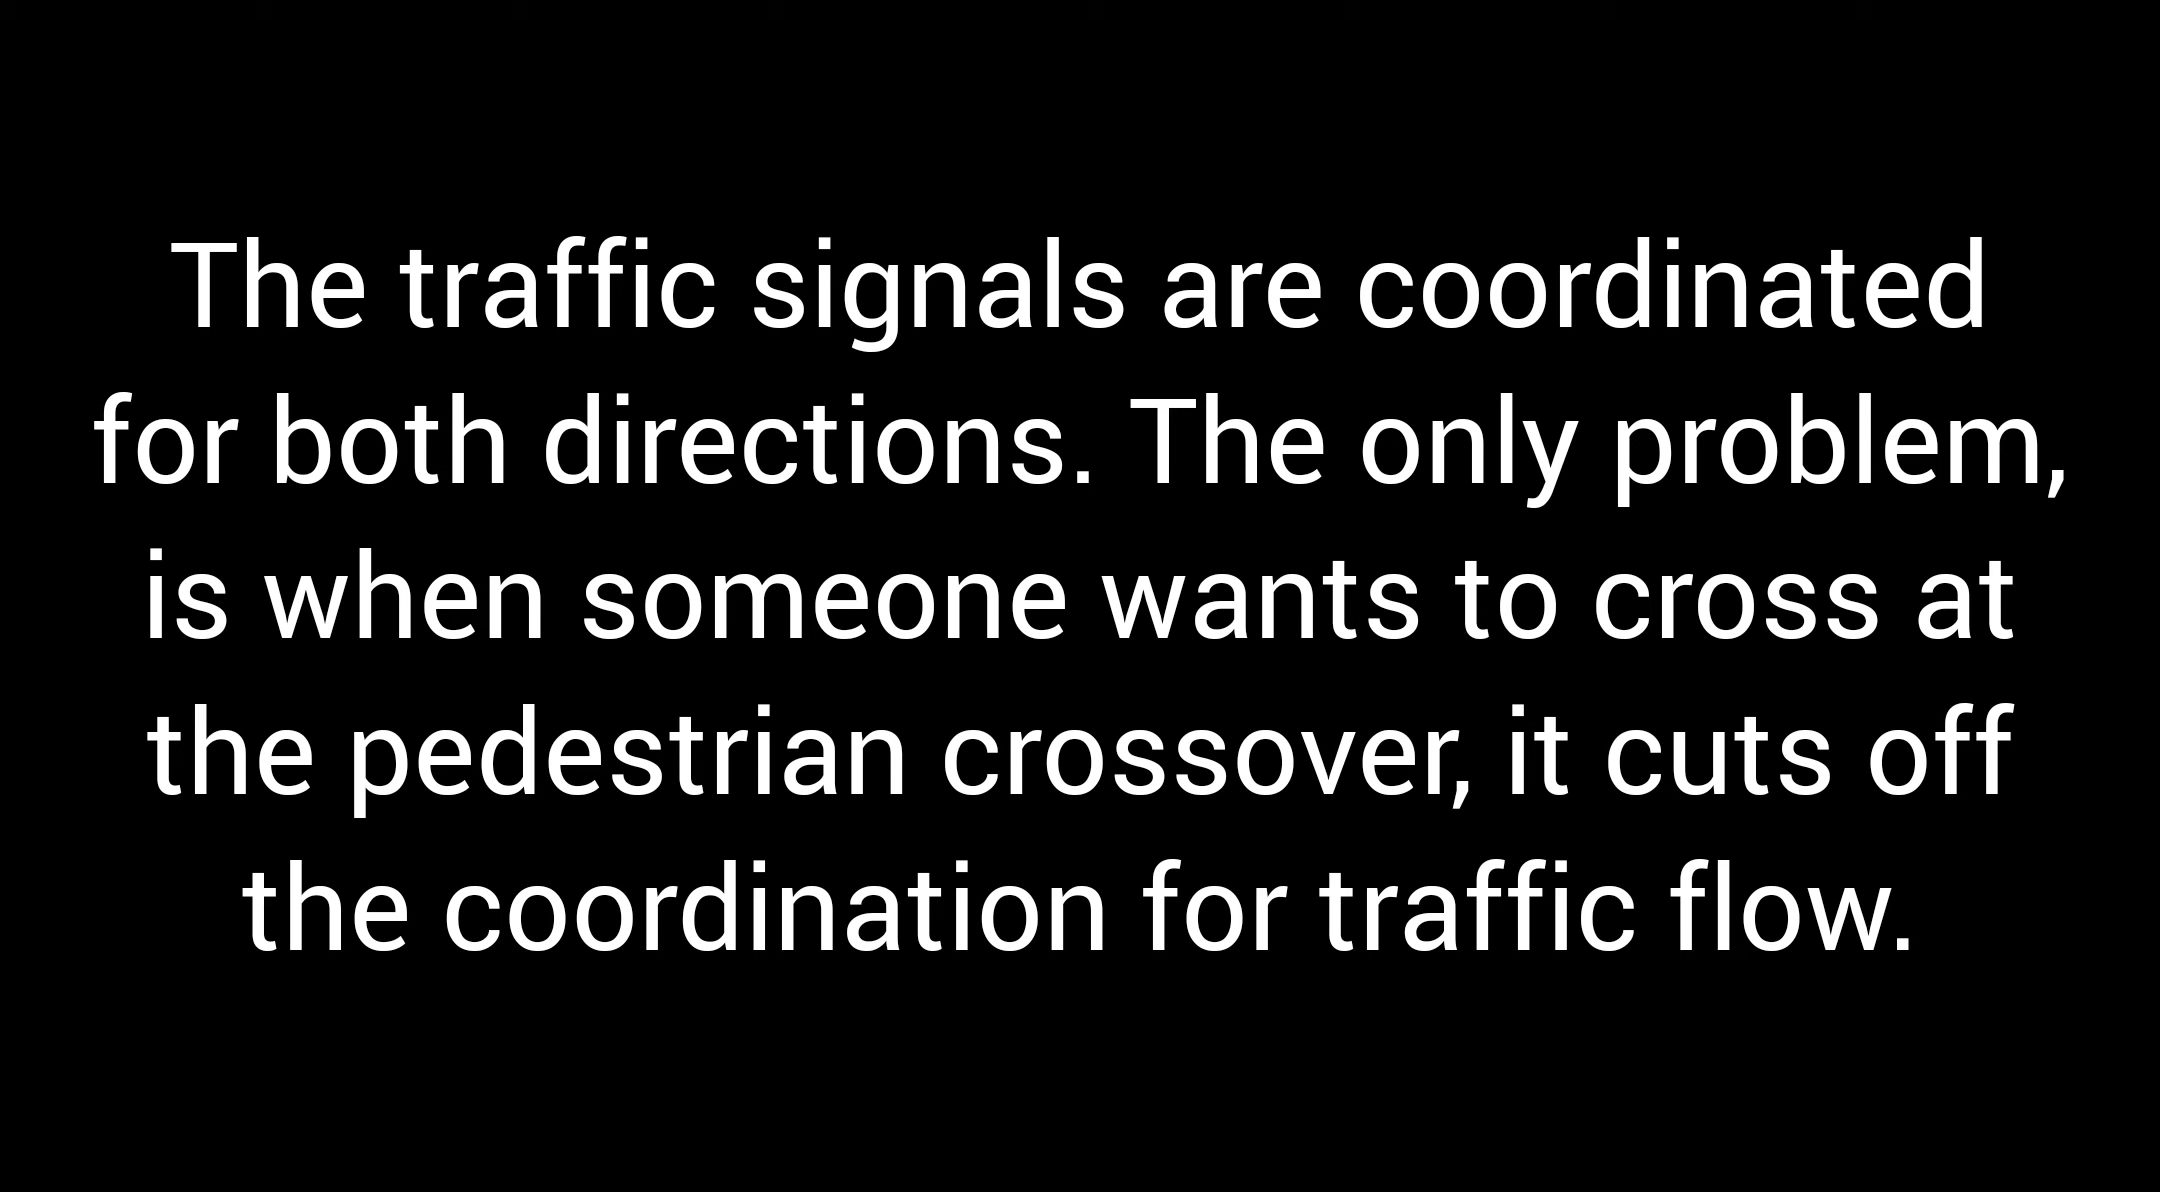 The traffic signals are coordinated
for both directions. The only problem,
is when someone wants to cross at
the pedestrian crossover, it cuts off
the coordination for traffic flow.